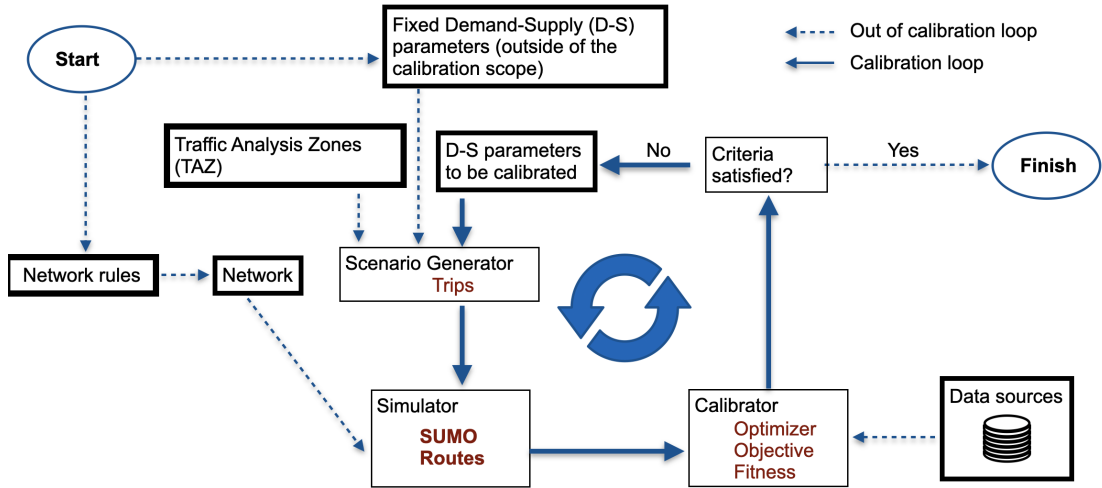 Start
Fixed Demand-Supply (D-S)
parameters (outside of the
calibration scope)
Out of calibration loop
Calibration loop
Traffic Analysis Zones
(TAZ)
D-S parameters
to be calibrated
No
Criteria
satisfied?
Yes
Finish
Network rules
Network
Scenario Generator
Trips
Simulator
SUMO
Routes
Calibrator
Optimizer
Objective
Fitness
Data sources